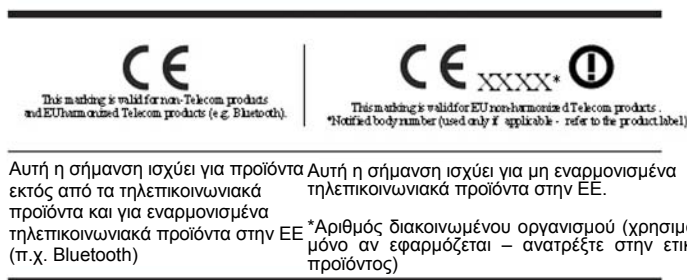 CE
This marking is valid for non-Telecom products
and EU harmonized Telecom products (e.g. Bluetooth).
CE XXXX*
This marking is valid for EU non-harmonized Telecom products .
*Notified body number (used only if applicable - refer to the product label)
Αυτή η σήμανση ισχύει για προϊόντα
εκτός από τα τηλεπικοινωνιακά
προϊόντα και για εναρμονισμένα
τηλεπικοινωνιακά προϊόντα στην ΕΕ
(π.χ. Bluetooth)
Αυτή η σήμανση ισχύει για μη εναρμονισμένα
τηλεπικοινωνιακά προϊόντα στην ΕΕ.
*Αριθμός διακοινωμένου οργανισμού
μόνο αν εφαρμόζεται – ανατρέξτε στην
προϊόντος)